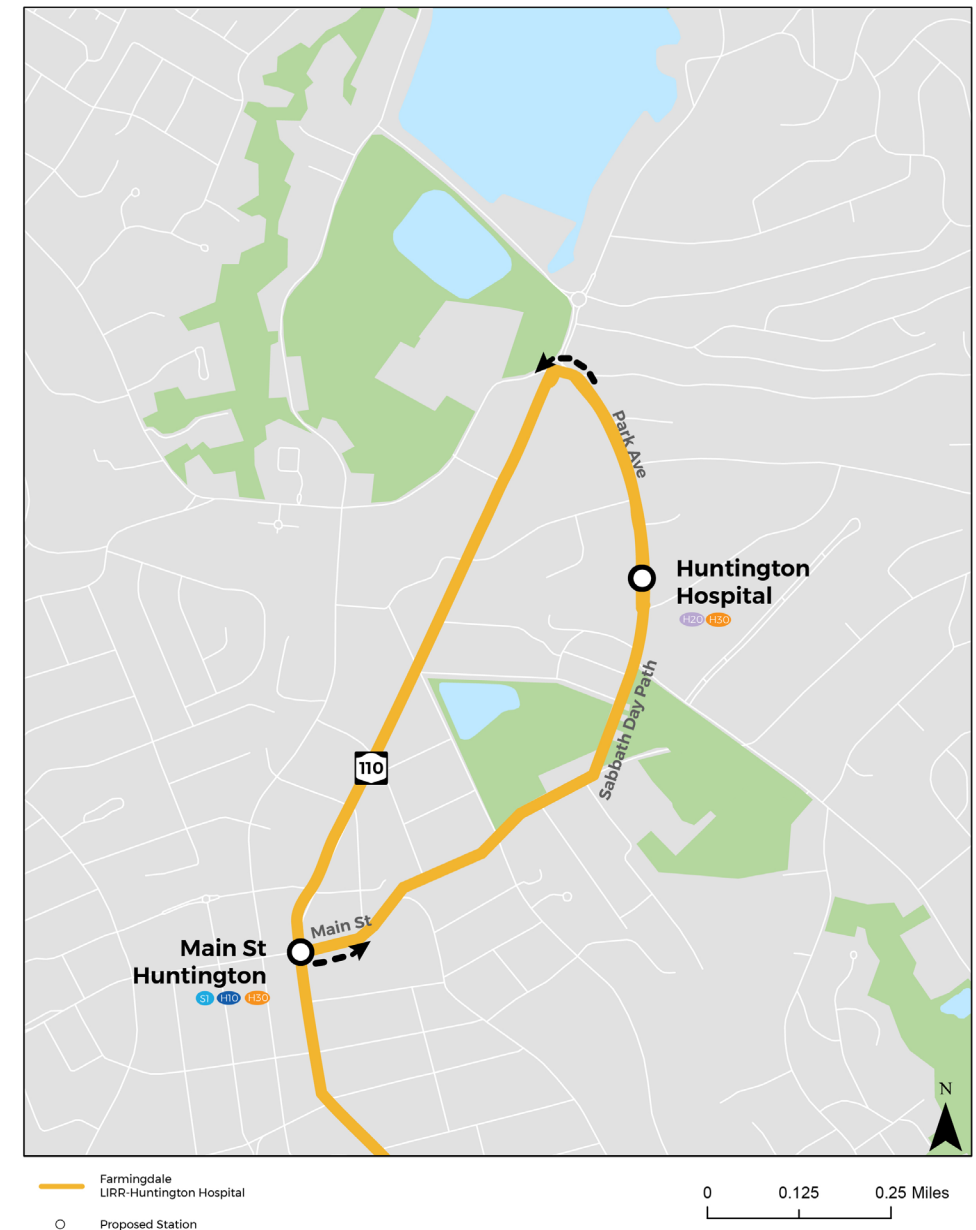 Park Ave
Huntington
Hospital
H20 H30
Sabbath Day Path
110
Main St
Main St
Huntington
S1 H10 H30
N
Farmingdale
LIRR-Huntington Hospital
0 0.125 0.25 Miles
Proposed Station